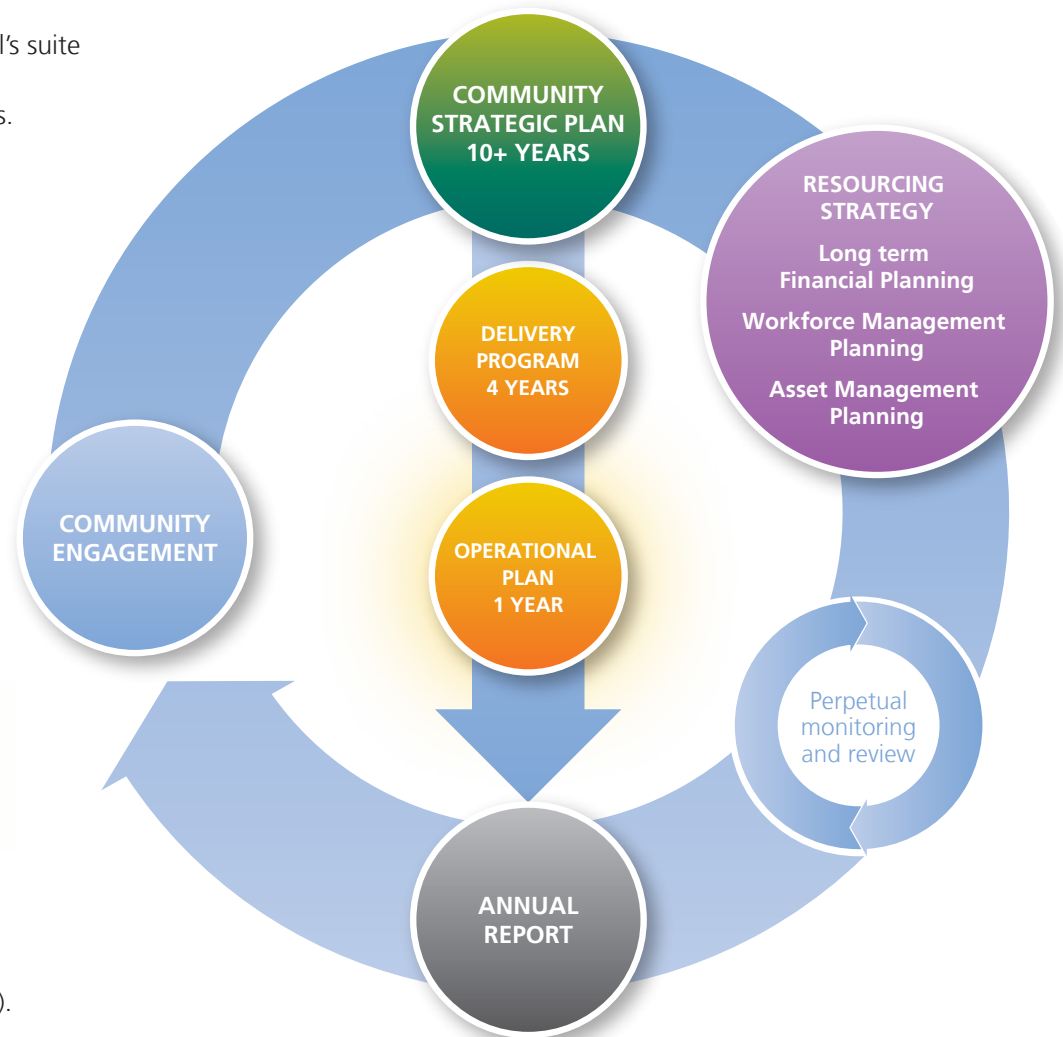 l's suite
s.
COMMUNITY
STRATEGIC PLAN
10+ YEARS
RESOURCING
STRATEGY
Long term
Financial Planning
Workforce Management
Planning
Asset Management
Planning
DELIVERY
PROGRAM
4 YEARS
COMMUNITY
ENGAGEMENT
OPERATIONAL
PLAN
1 YEAR
Perpetual
monitoring
and review
ANNUAL
REPORT
).